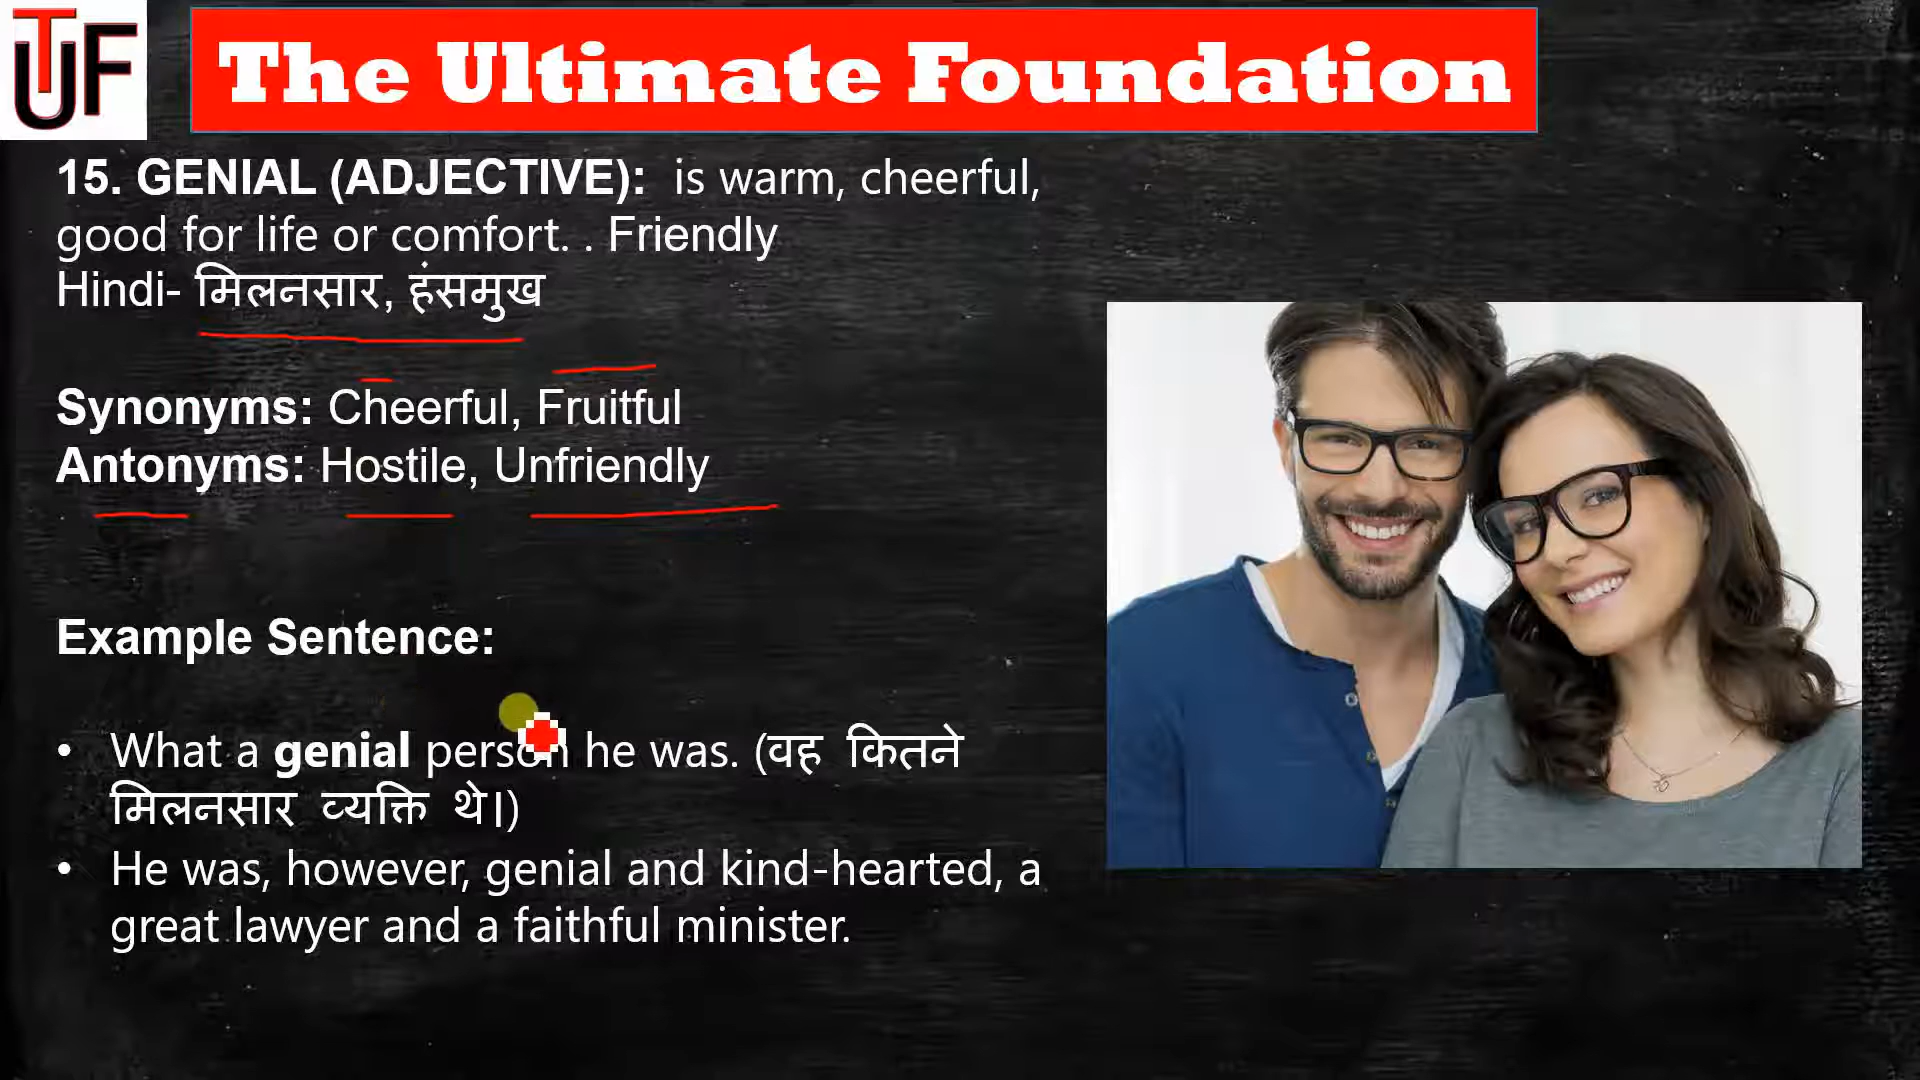 TUF
The Ultimate Foundation
15. GENIAL (ADJECTIVE): is warm, cheerful,
good for life or comfort. . Friendly
Hindi- मिलनसार, हंसमुख
Synonyms: Cheerful, Fruitful
Antonyms: Hostile, Unfriendly
Example Sentence:
• What a genial person he was. (वह कितने
मिलनसार व्यक्ति थे।)
• He was, however, genial and kind-hearted, a
great lawyer and a faithful minister.